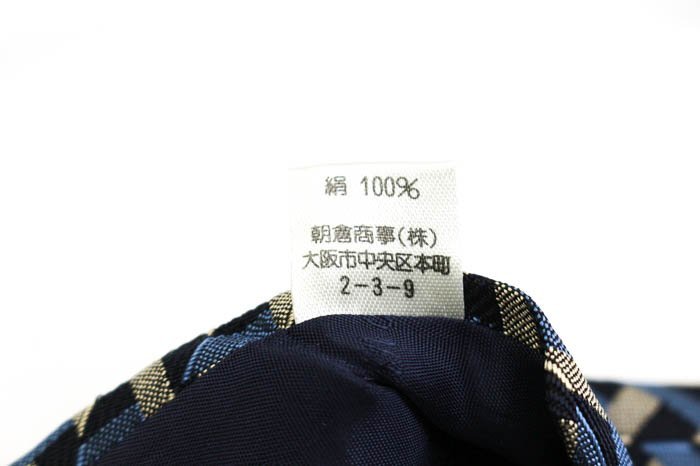 絹 100%
朝倉商事(株)
大阪市中央区本町
2-3-9